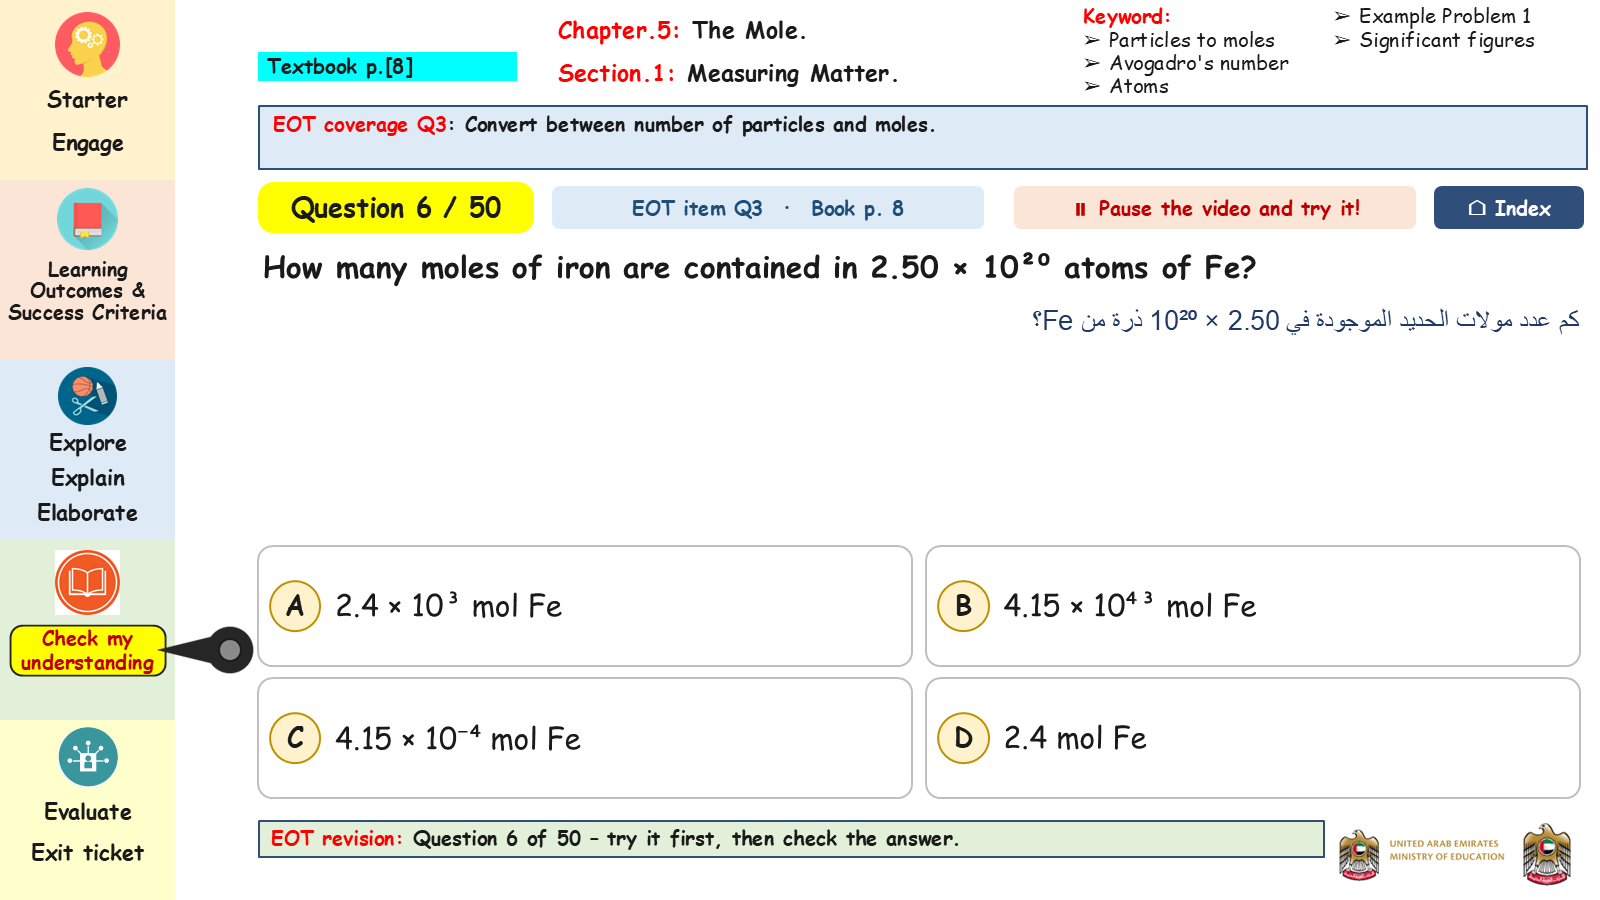 Starter
Engage
Learning
Outcomes &
Success Criteria
Explore
Explain
Elaborate
Check my
understanding
Evaluate
Exit ticket
Textbook p.[8]
Chapter.5: The Mole.
Section.1: Measuring Matter.
Keyword:
➢ Particles to moles
➢ Avogadro's number
➢ Atoms
➢ Example Problem 1
➢ Significant figures
EOT coverage Q3: Convert between number of particles and moles.
Question 6 / 50
EOT item Q3 · Book p. 8
⏸ Pause the video and try it!
Index
How many moles of iron are contained in 2.50 × 10²⁰ atoms of Fe?
كم عدد مولات الحديد الموجودة في 2.50 × 10²⁰ ذرة من Fe؟
A 2.4 × 10³ mol Fe
B 4.15 × 10⁴³ mol Fe
C 4.15 × 10⁻⁴ mol Fe
D 2.4 mol Fe
EOT revision: Question 6 of 50 – try it first, then check the answer.
UNITED ARAB EMIRATES
MINISTRY OF EDUCATION